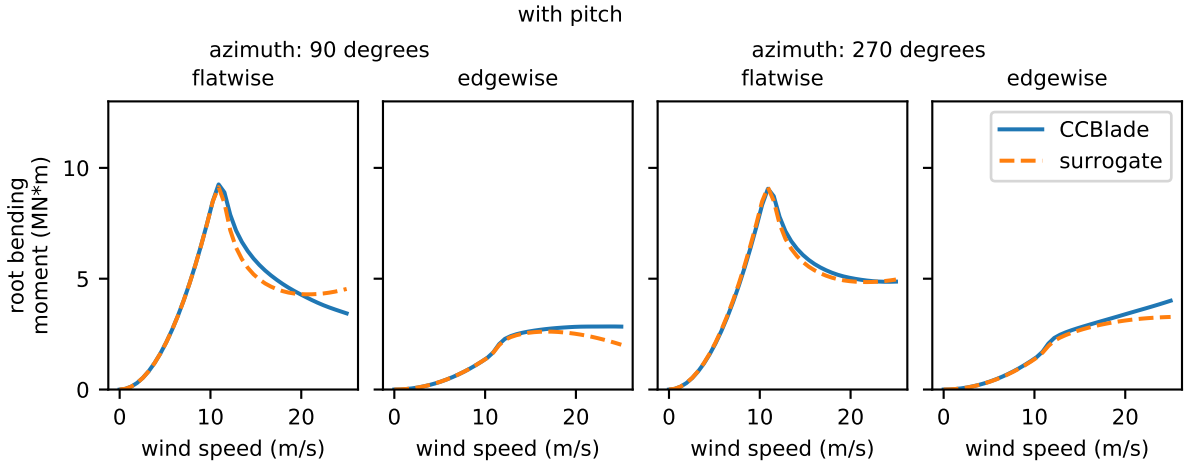 with pitch
azimuth: 90 degrees
azimuth: 270 degrees
flatwise
edgewise
flatwise
edgewise
CCBlade
surrogate
root bending
moment (MN*m)
10
5
0
0 10 20
0 10 20
0 10 20
0 10 20
wind speed (m/s)
wind speed (m/s)
wind speed (m/s)
wind speed (m/s)